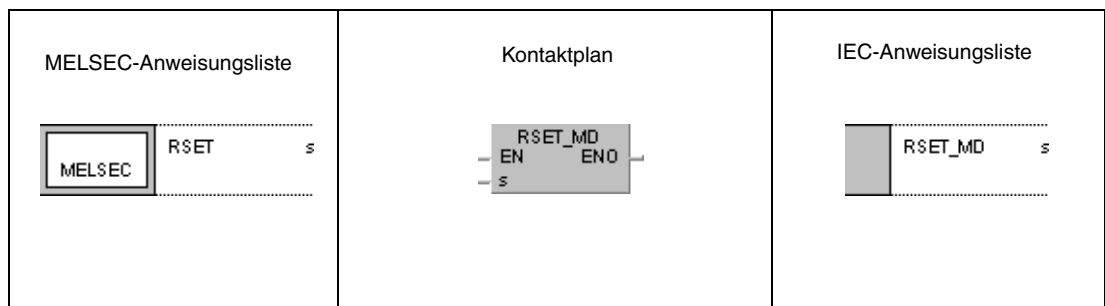 MELSEC-Anweisungsliste
MELSEC
RSET s
Kontaktplan
RSET_MD
EN ENO
s
IEC-Anweisungsliste
RSET_MD s